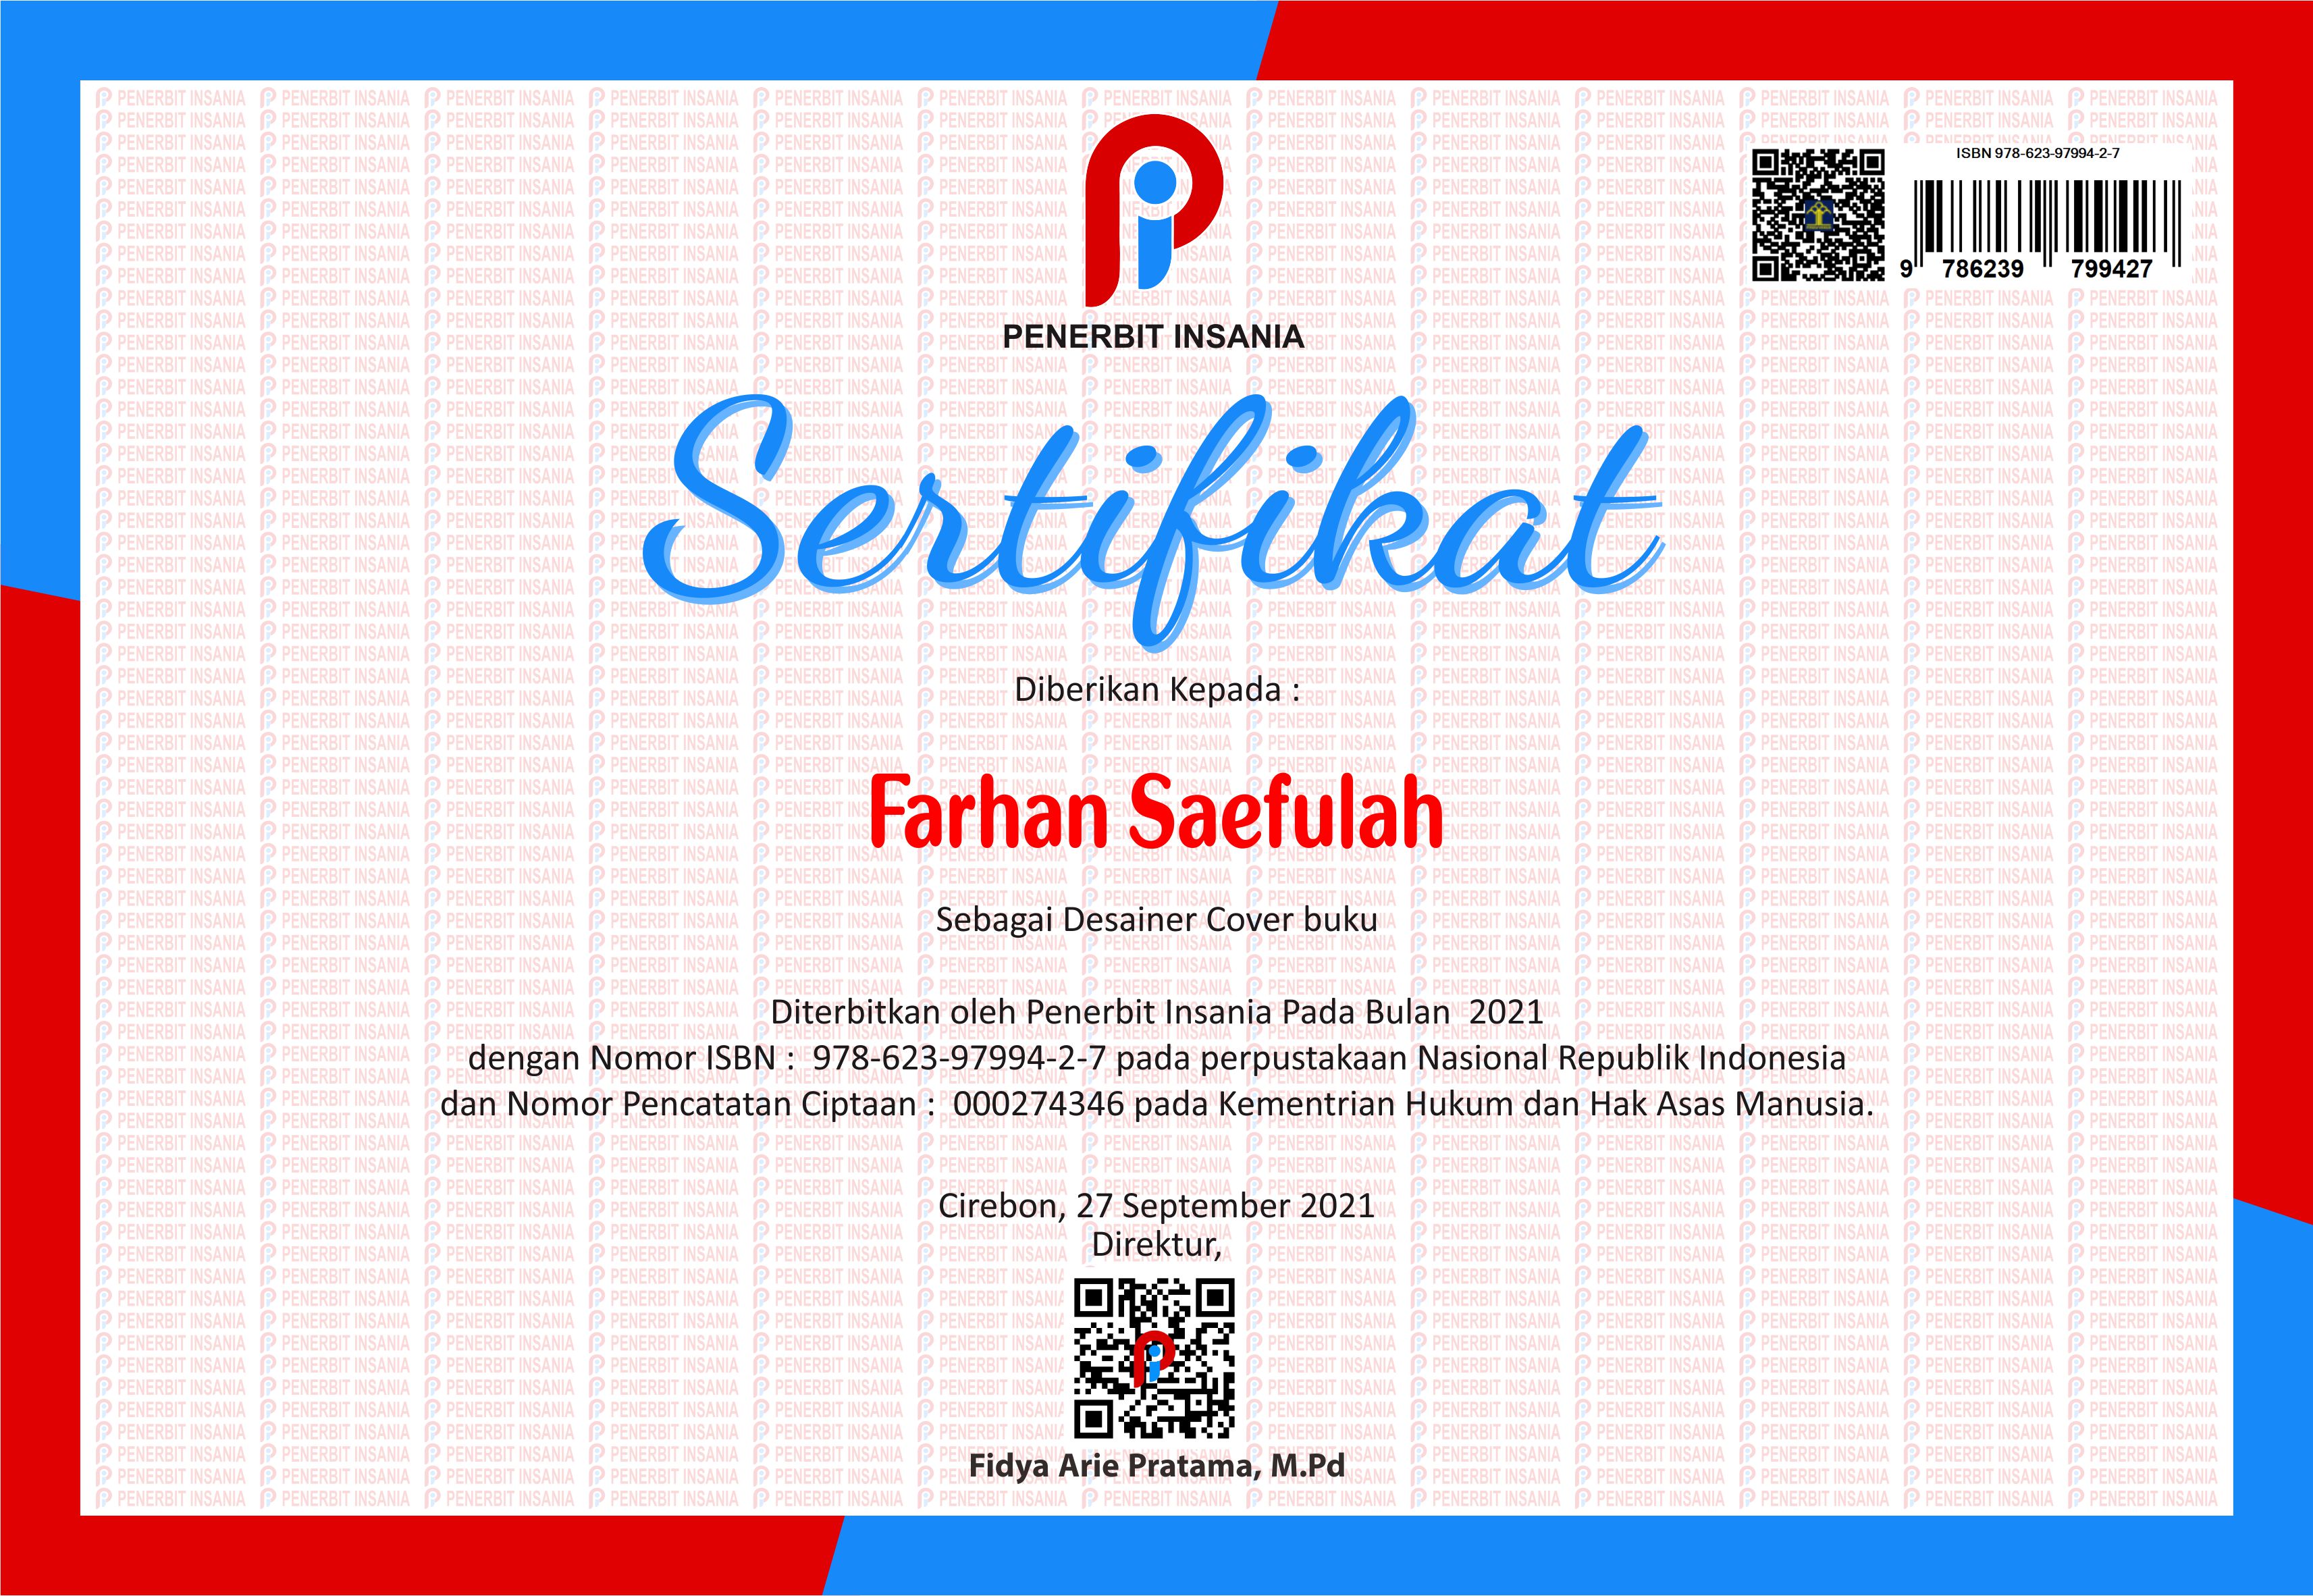 PENERBIT INSANIA
ISBN 978-623-97994-2-7
9 786239 799427
Sertifikat
Diberikan Kepada :
Farhan Saefulah
Sebagai Desainer Cover buku
Diterbitkan oleh Penerbit Insania Pada Bulan 2021
dengan Nomor ISBN : 978-623-97994-2-7 pada perpustakaan Nasional Republik Indonesia
dan Nomor Pencatatan Ciptaan : 000274346 pada Kementrian Hukum dan Hak Asas Manusia.
Cirebon, 27 September 2021
Direktur,
Fidya Arie Pratama, M.Pd